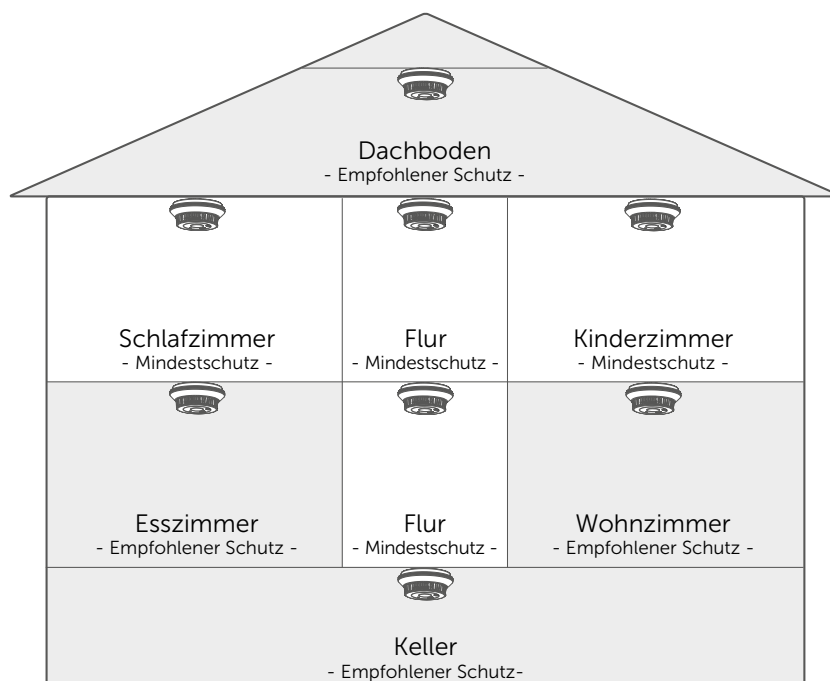 Dachboden
- Empfohlener Schutz -
Schlafzimmer
- Mindestschutz -
Flur
- Mindestschutz -
Kinderzimmer
- Mindestschutz -
Esszimmer
- Empfohlener Schutz -
Flur
- Mindestschutz -
Wohnzimmer
- Empfohlener Schutz -
Keller
- Empfohlener Schutz-